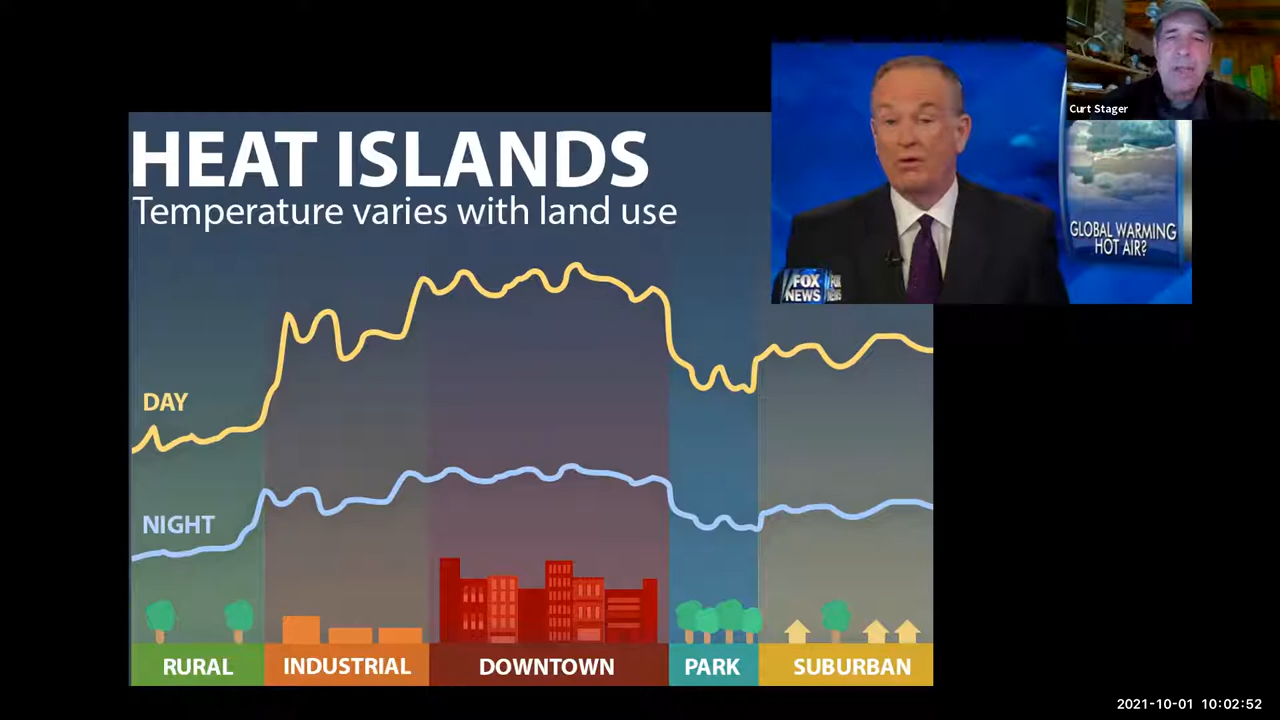 HEAT ISLANDS
Temperature varies with land use
Curt Stager
GLOBAL WARMING
HOT AIR?
FOX
NEWS
DAY
NIGHT
RURAL
INDUSTRIAL
DOWNTOWN
PARK
SUBURBAN
2021-10-01 10:02:52